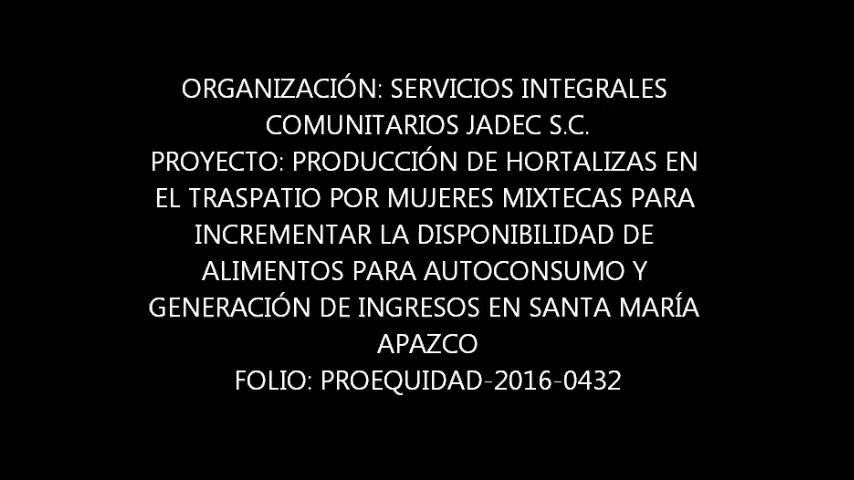 ORGANIZACIÓN: SERVICIOS INTEGRALES
COMUNITARIOS JADEC S.C.
PROYECTO: PRODUCCIÓN DE HORTALIZAS EN
EL TRASPATIO POR MUJERES MIXTECAS PARA
INCREMENTAR LA DISPONIBILIDAD DE
ALIMENTOS PARA AUTOCONSUMO Y
GENERACIÓN DE INGRESOS EN SANTA MARÍA
APAZCO
FOLIO: PROEQUIDAD-2016-0432